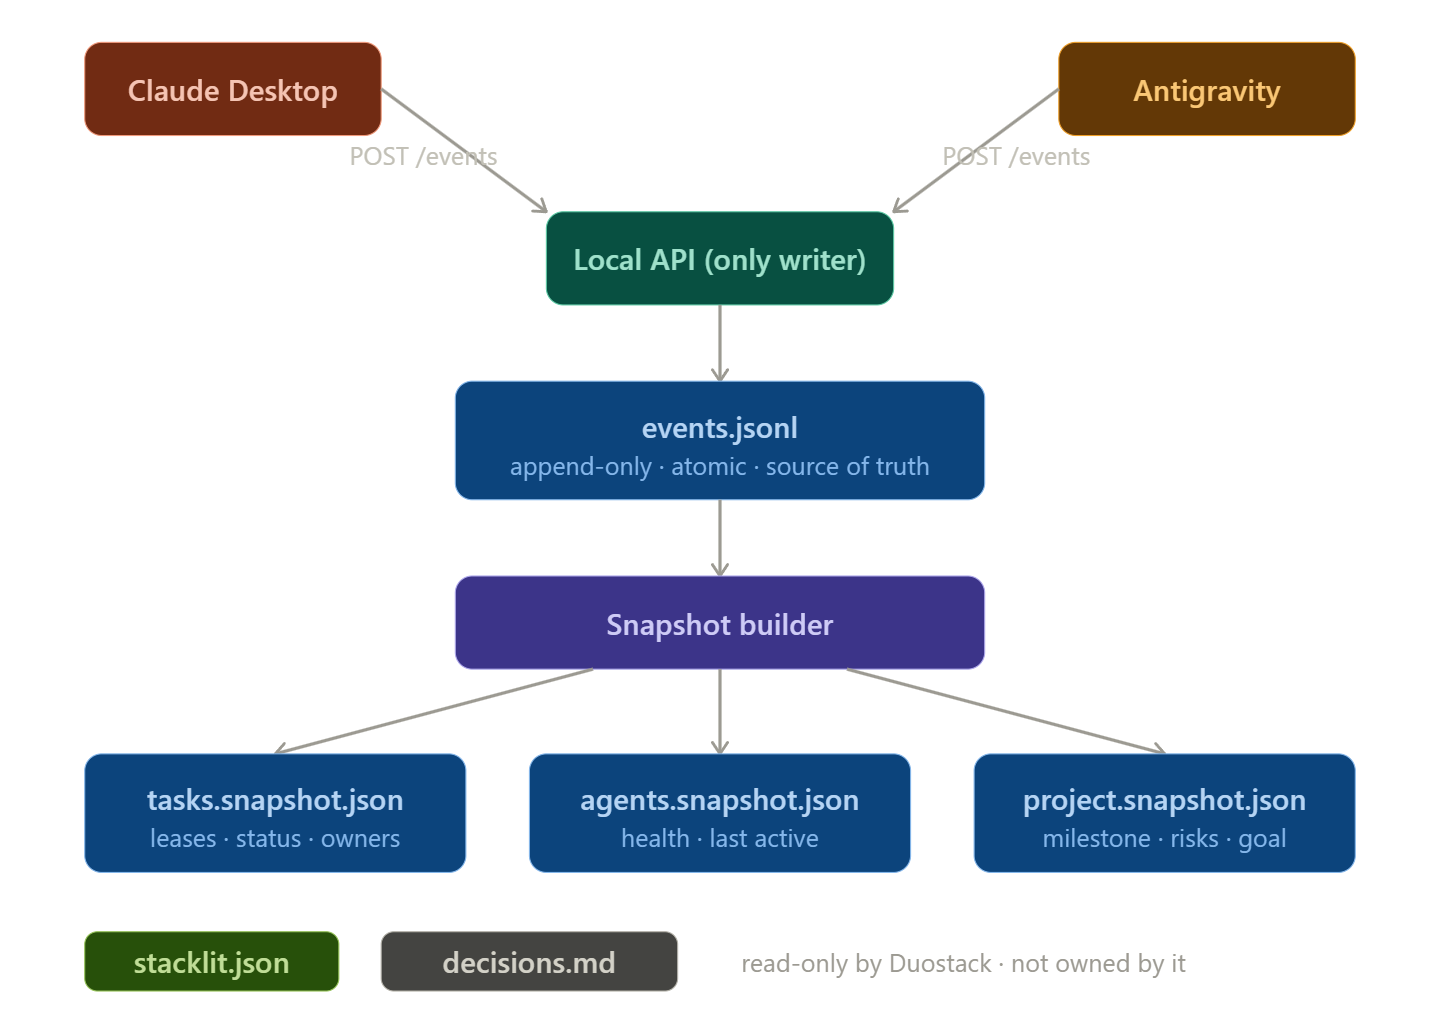 Claude Desktop
Antigravity
POST /events
POST /events
Local API (only writer)
events.jsonl
append-only · atomic · source of truth
Snapshot builder
tasks.snapshot.json
leases · status · owners
agents.snapshot.json
health · last active
project.snapshot.json
milestone · risks · goal
stacklit.json
decisions.md
read-only by Duostack · not owned by it